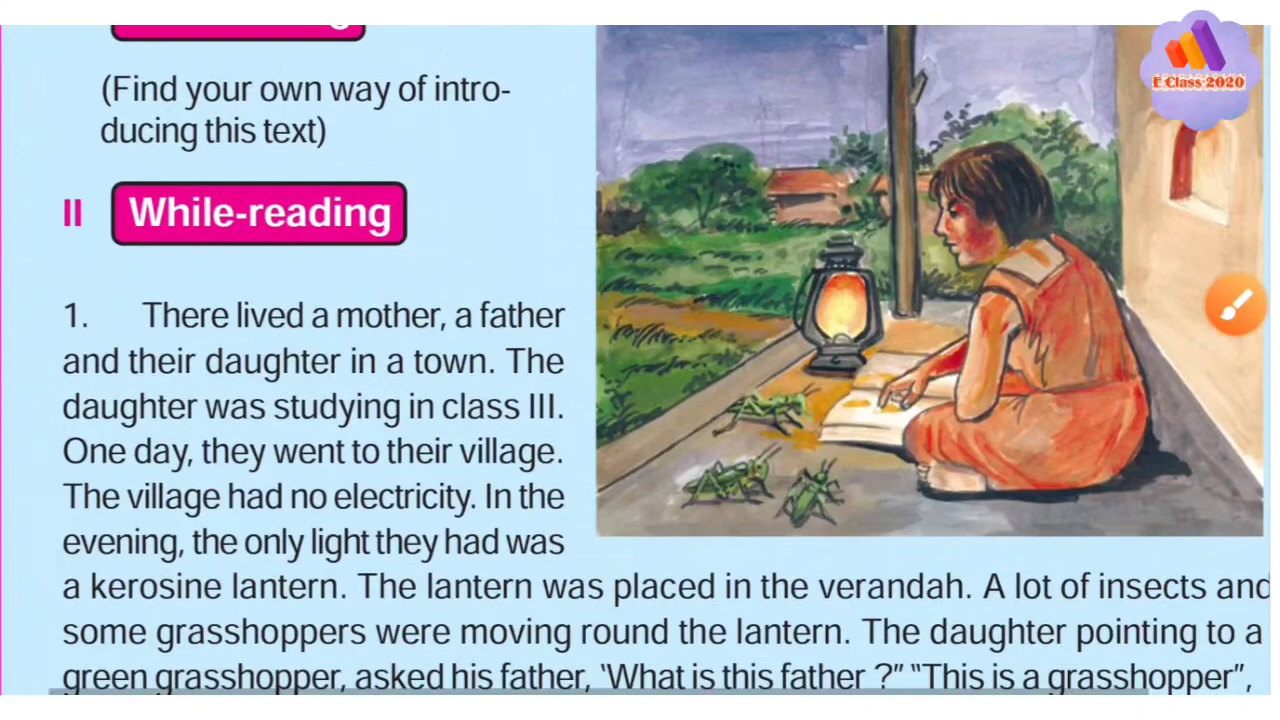 E Class 2020
(Find your own way of intro-
ducing this text)
II While-reading
1. There lived a mother, a father
and their daughter in a town. The
daughter was studying in class III.
One day, they went to their village.
The village had no electricity. In the
evening, the only light they had was
a kerosine lantern. The lantern was placed in the verandah. A lot of insects and
some grasshoppers were moving round the lantern. The daughter pointing to a
green grasshopper, asked his father, ‘What is this father ?” “This is a grasshopper”,